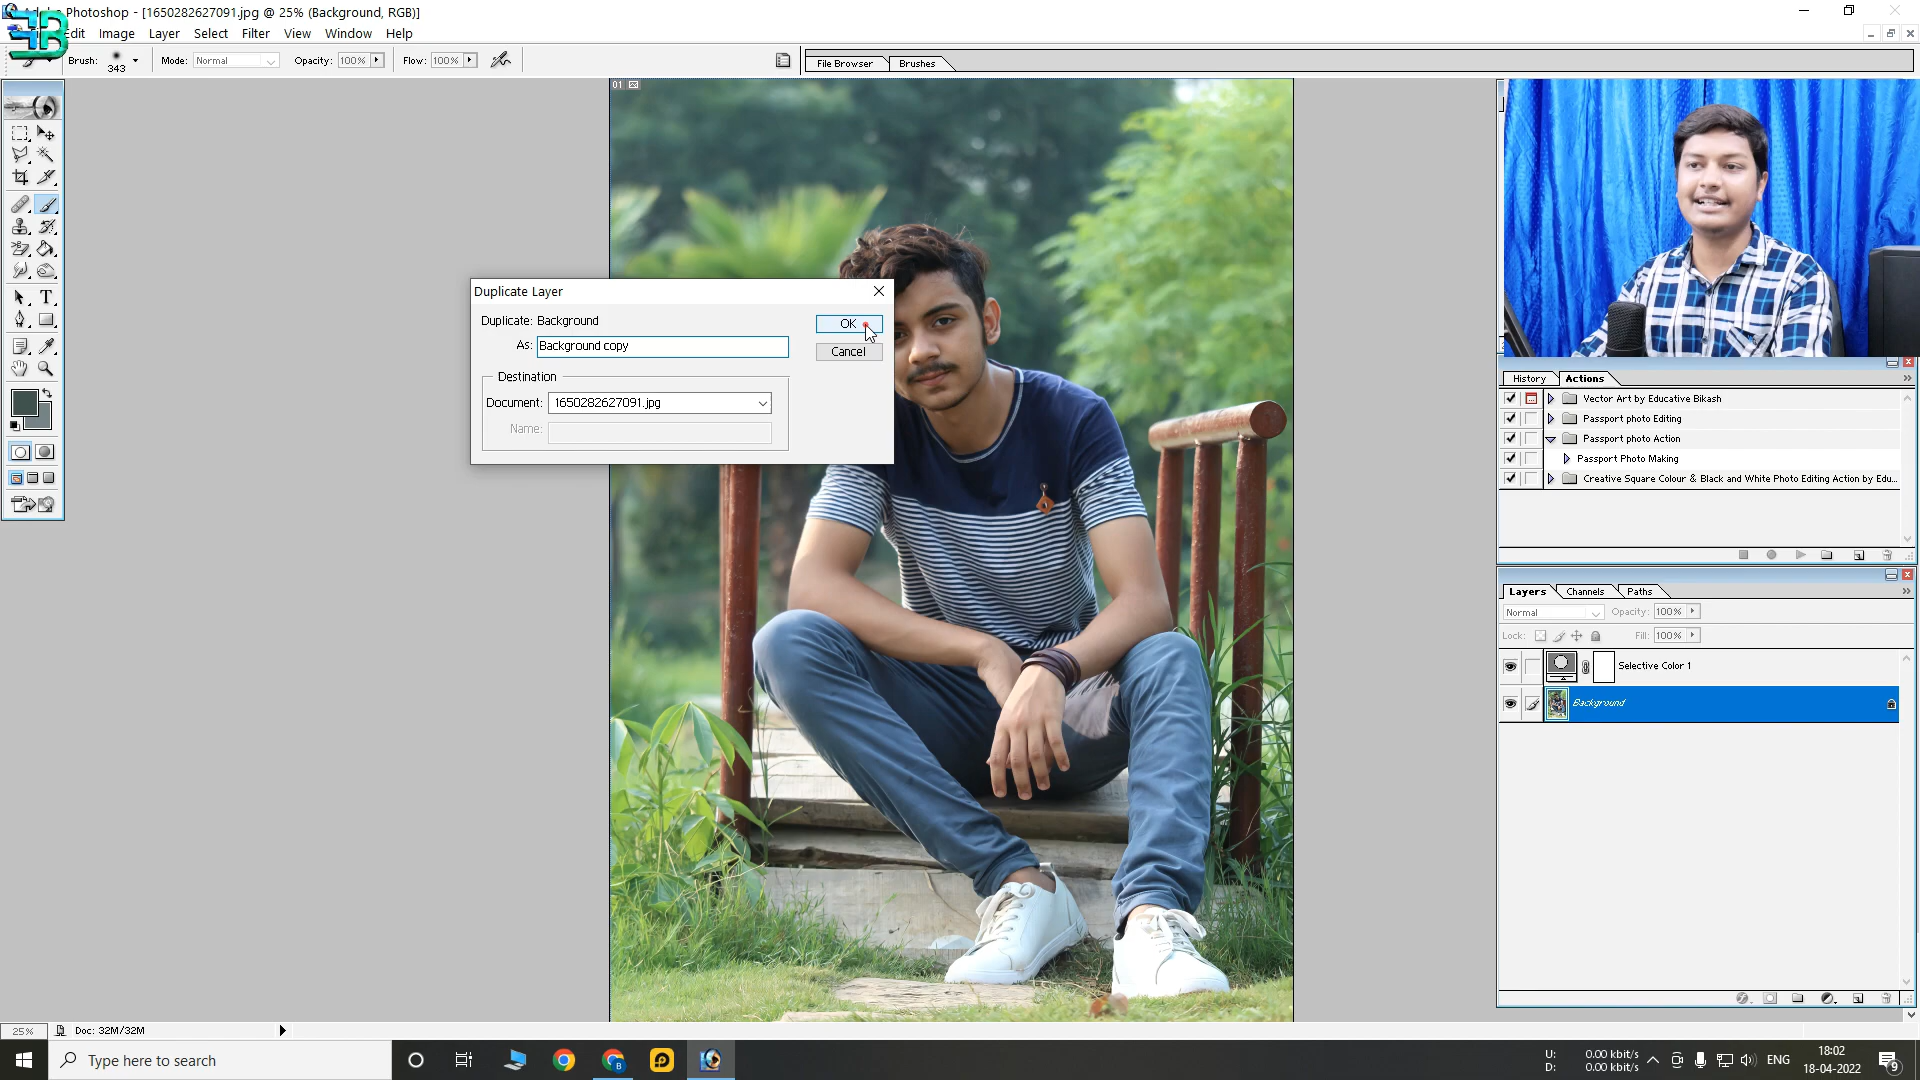 Photoshop - [1650282627091.jpg @ 25% (Background, RGB)]
Edit Image Layer Select Filter View Window Help
Brush: 343 Mode: Normal Opacity: 100% Flow: 100% File Browser Brushes
01
Duplicate Layer
Duplicate: Background
OK
As: Background copy
Cancel
Destination
Document: 1650282627091.jpg
Name:
History Actions
Vector Art by Educative Bikash
Passport photo Editing
Passport photo Action
Passport Photo Making
Creative Square Colour & Black and White Photo Editing Action by Edu...
Layers Channels Paths
Normal Opacity: 100%
Lock: Fill: 100%
Selective Color 1
Background
25% Doc: 32M/32M
Type here to search
U: 0.00 kbit/s
D: 0.00 kbit/s
ENG
18:02
18-04-2022
9